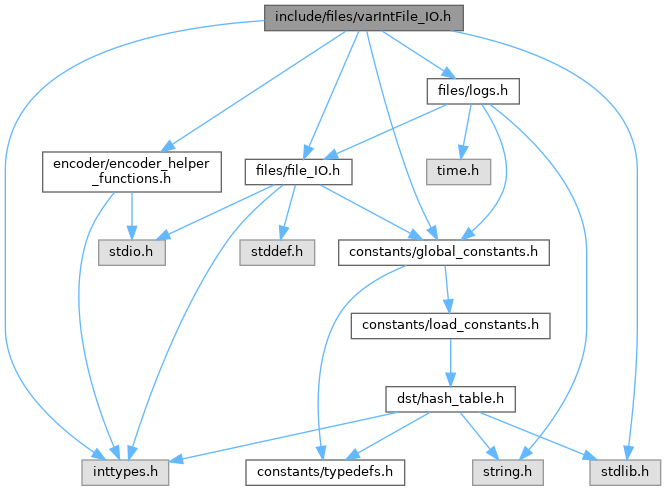 include/files/varIntFile_IO.h
files/logs.h
encoder/encoder_helper
_functions.h
files/file_IO.h
time.h
stdio.h
stddef.h
constants/global_constants.h
constants/load_constants.h
dst/hash_table.h
inttypes.h
constants/typedefs.h
string.h
stdlib.h